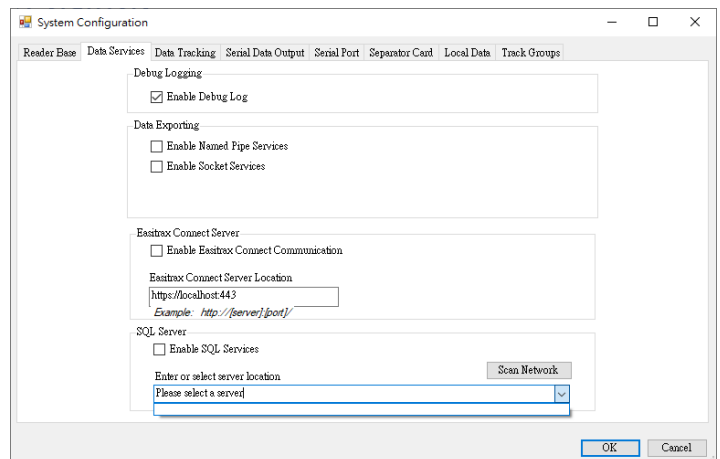 System Configuration
Reader Base Data Services Data Tracking Serial Data Output Serial Port Separator Card Local Data Track Groups
Debug Logging
Enable Debug Log
Data Exporting
Enable Named Pipe Services
Enable Socket Services
Easitrax Connect Server
Enable Easitrax Connect Communication
Easitrax Connect Server Location
https://localhost:443
Example: http://[server]:[port]/
SQL Server
Enable SQL Services
Scan Network
Enter or select server location
Please select a server
OK Cancel